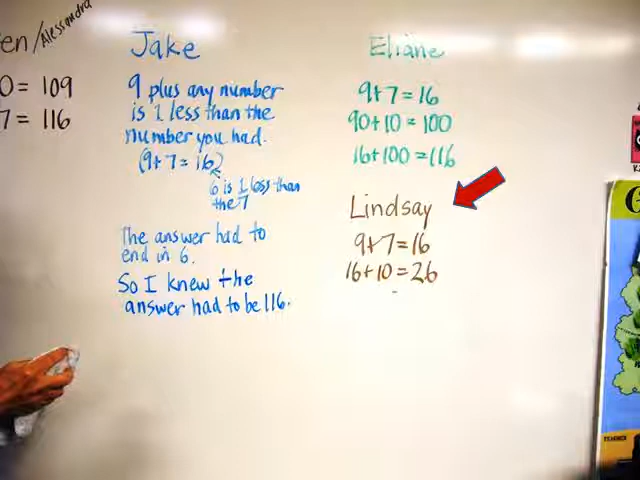 en/Alessandra
0 = 109
7 = 116
Jake
9 plus any number
is 1 less than the
number you had.
(9+7=16)
6 is 1 less than
the 7
The answer had to
end in 6.
So I knew the
answer had to be 116.
Eliane
9+7=16
90+10=100
16+100=116
Lindsay
9+7=16
16+10=26